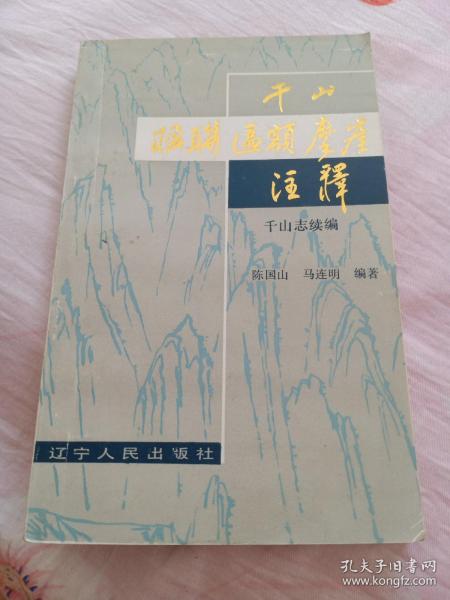 千山
楹联匾额摩崖
注釋
千山志续编
陈国山 马连明 编著
辽宁人民出版社
孔夫子旧书网
www.kongfz.com